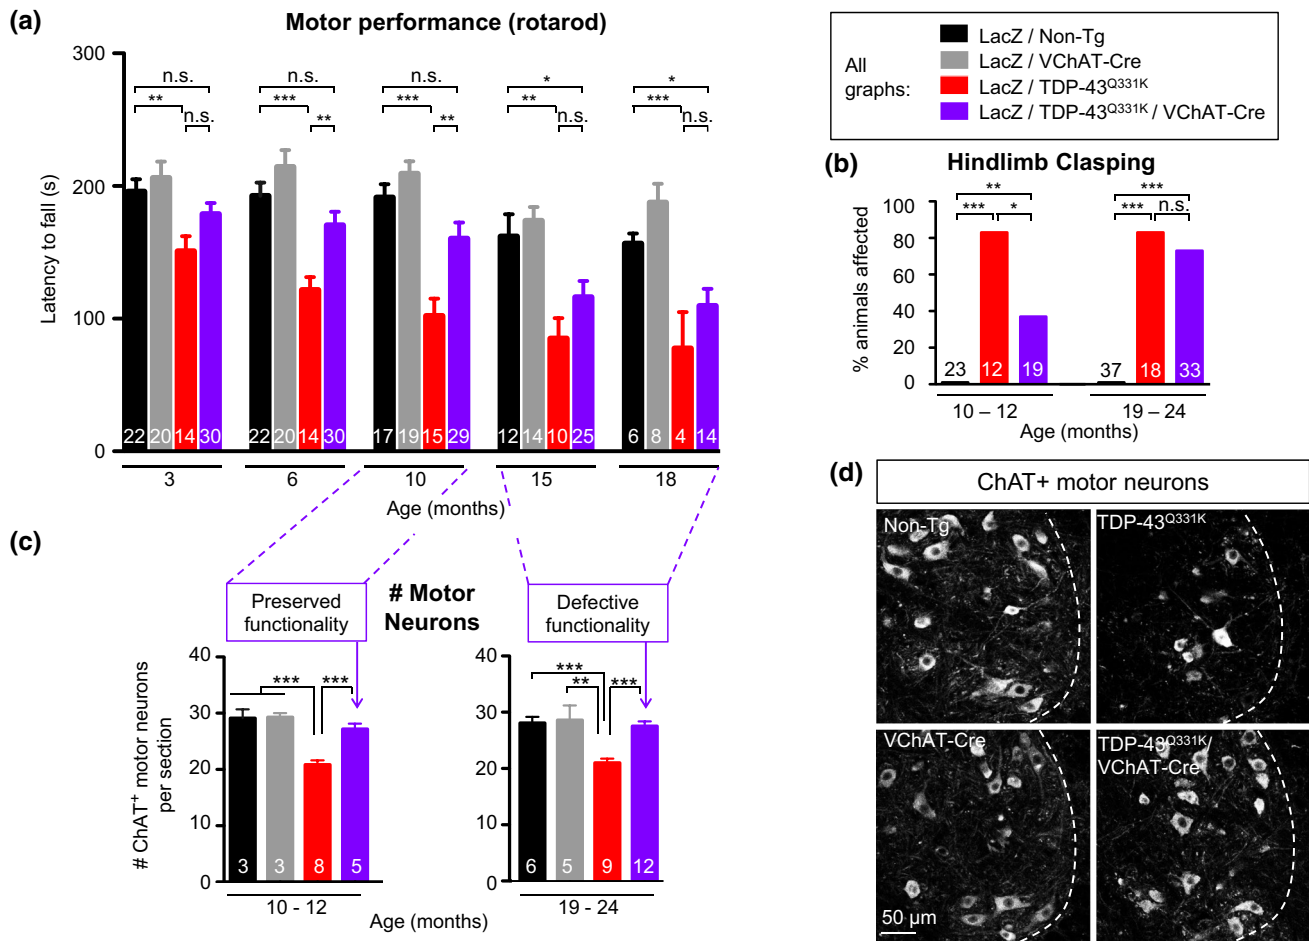 (a)
Motor performance (rotarod)
300
200
100
0
Latency to fall (s)
n.s.
**
n.s.
n.s.
***
**
n.s.
***
**
*
**
n.s.
*
***
n.s.
22 20 14 30
22 20 14 30
17 19 15 29
12 14 10 25
6 8 4 14
3 6 10 15 18
Age (months)
All
graphs:
LacZ / Non-Tg
LacZ / VChAT-Cre
LacZ / TDP-43Q331K
LacZ / TDP-43Q331K / VChAT-Cre
(b)
Hindlimb Clasping
100
80
60
40
20
0
% animals affected
**
*** *
***
*** n.s.
23 12 19
37 18 33
10 – 12 19 – 24
Age (months)
(c)
Preserved
functionality
# Motor
Neurons
Defective
functionality
40
30
20
10
0
# ChAT+ motor neurons
per section
*** ***
3 3 8 5
10 - 12
40
30
20
10
0
***
** ***
6 5 9 12
19 - 24
Age (months)
(d)
ChAT+ motor neurons
Non-Tg
TDP-43Q331K
VChAT-Cre
TDP-43Q331K/
VChAT-Cre
50 µm